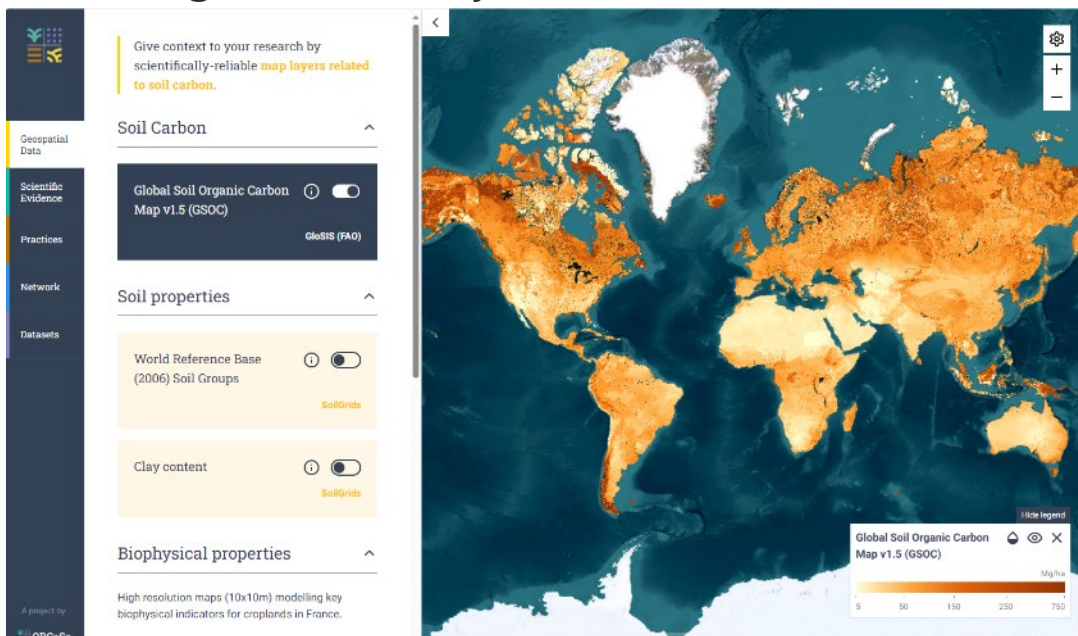 Geospatial
Data
Scientific
Evidence
Practices
Network
Datasets
A project by
Give context to your research by
scientifically-reliable map layers related
to soil carbon.
Soil Carbon
Global Soil Organic Carbon
Map v1.5 (GSOC)
GloSIS (FAO)
Soil properties
World Reference Base
(2006) Soil Groups
SoilGrids
Clay content
SoilGrids
Biophysical properties
High resolution maps (10x10m) modelling key
biophysical indicators for croplands in France.
Hide legend
Global Soil Organic Carbon
Map v1.5 (GSOC)
Mg/ha
5 50 150 250 750